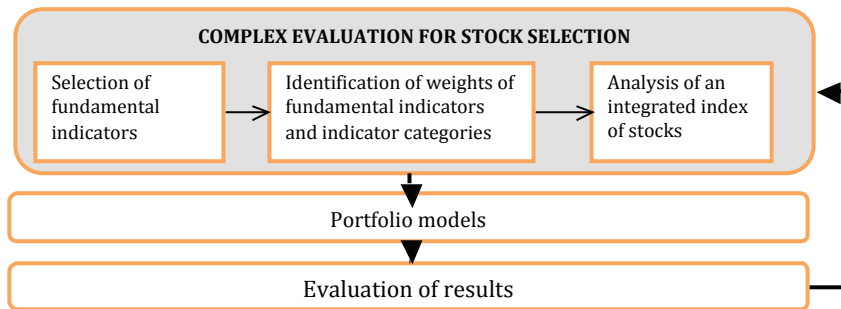 COMPLEX EVALUATION FOR STOCK SELECTION
Selection of
fundamental
indicators
Identification of weights of
fundamental indicators
and indicator categories
Analysis of an
integrated index
of stocks
Portfolio models
Evaluation of results